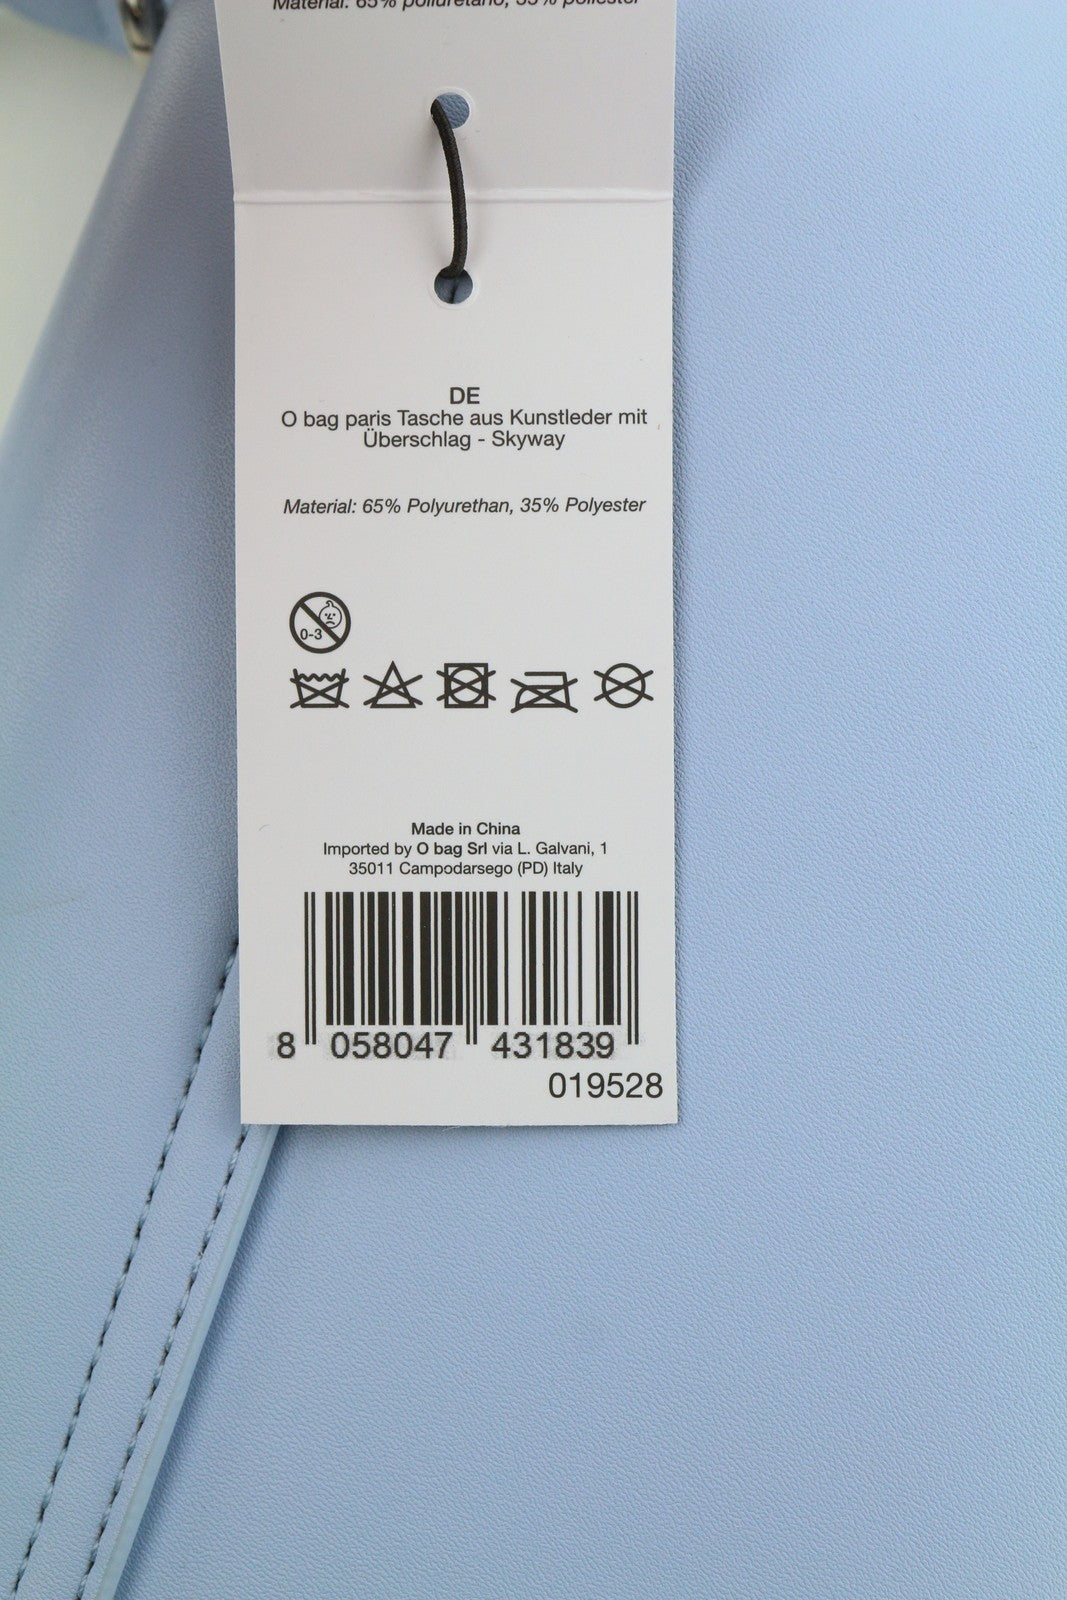 Material: 65% poliuretano, 35% poliéster
DE
O bag paris Tasche aus Kunstleder mit
Überschlag - Skyway
Material: 65% Polyurethan, 35% Polyester
0-3
Made in China
Imported by O bag Srl via L. Galvani, 1
35011 Campodarsego (PD) Italy
8 058047 431839
019528